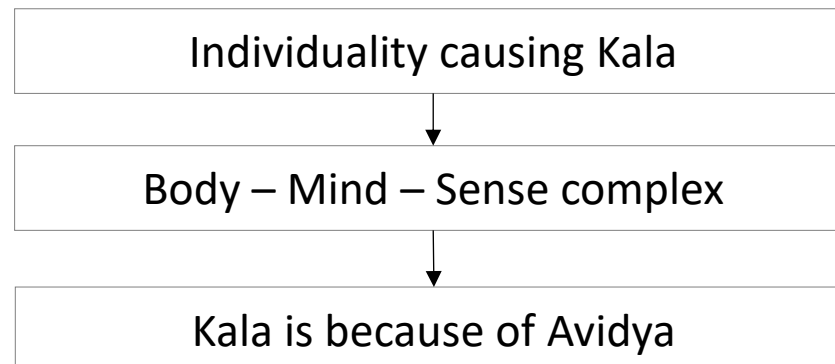 Individuality causing Kala
Body – Mind – Sense complex
Kala is because of Avidya